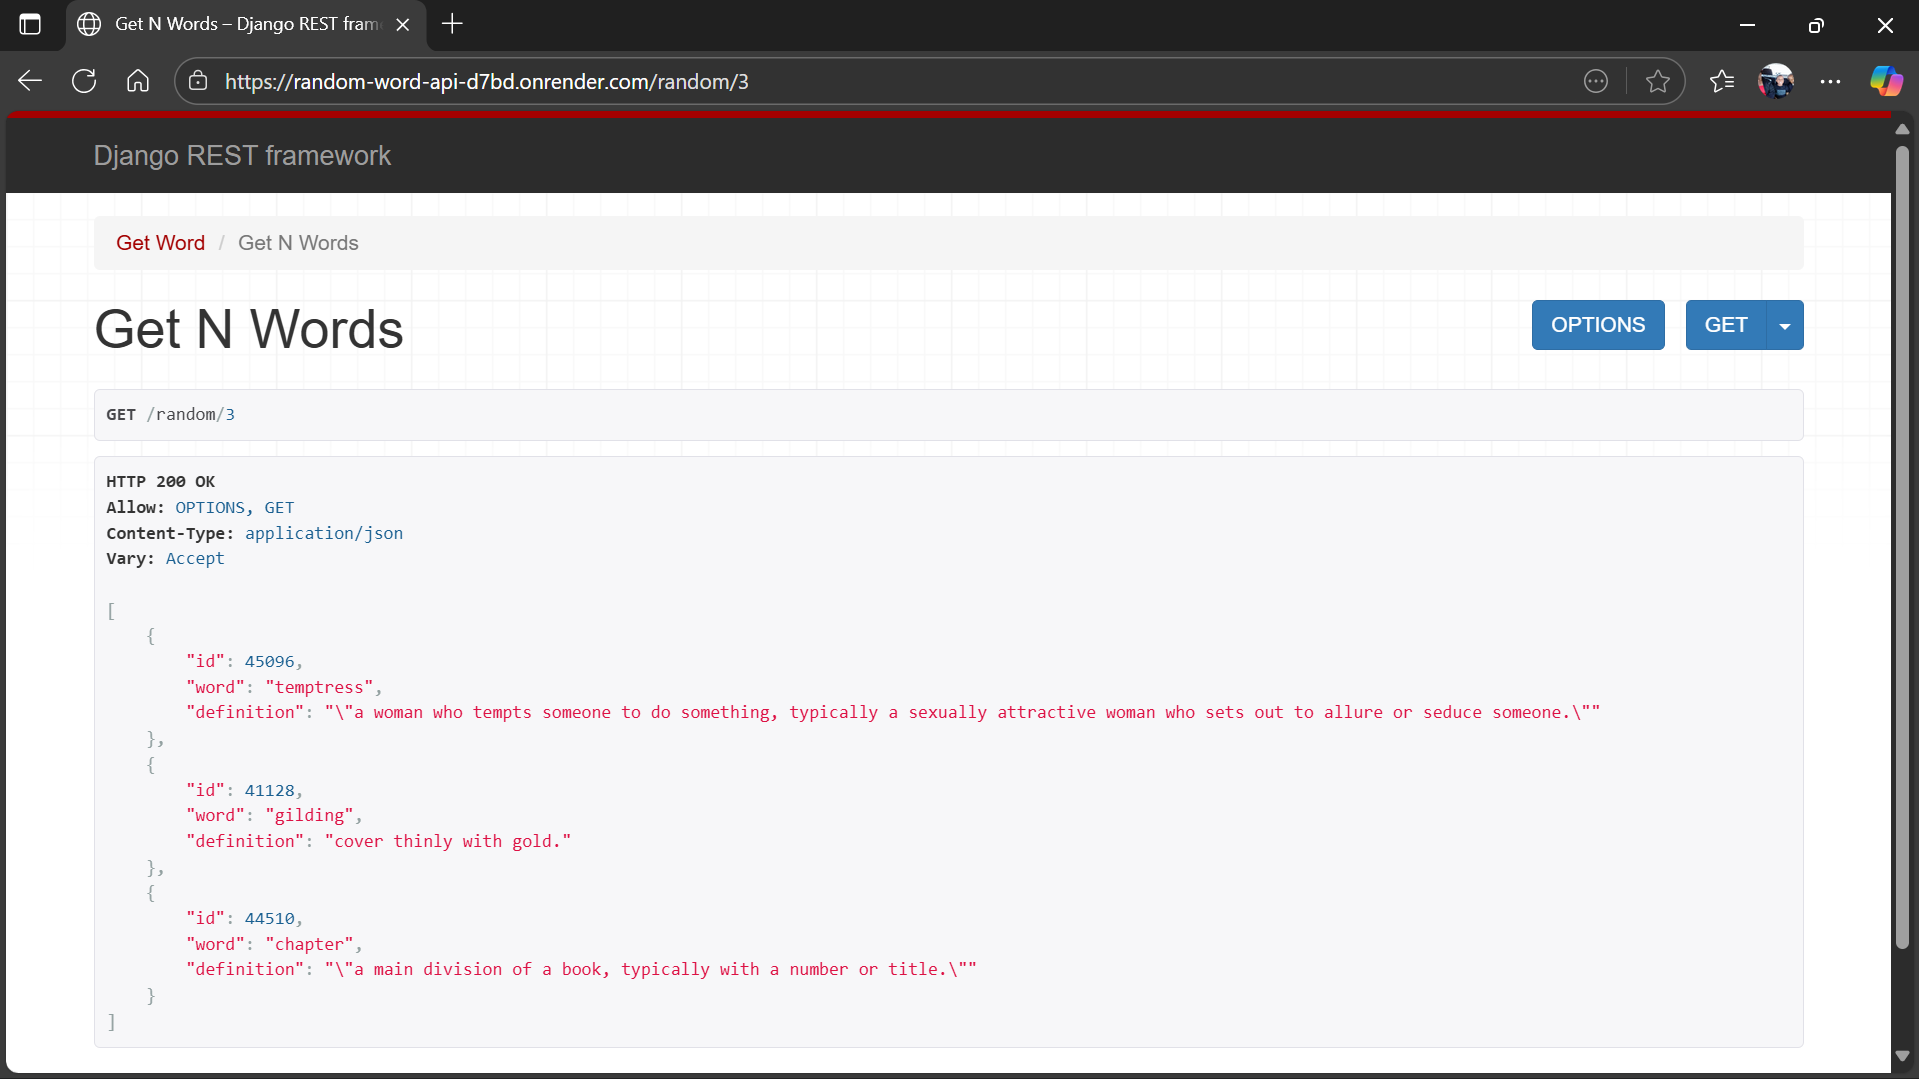 Get N Words – Django REST fram
https://random-word-api-d7bd.onrender.com/random/3
Django REST framework
Get Word / Get N Words
Get N Words
OPTIONS GET
GET /random/3
HTTP 200 OK
Allow: OPTIONS, GET
Content-Type: application/json
Vary: Accept
[
    {
        "id": 45096,
        "word": "temptress",
        "definition": "\"a woman who tempts someone to do something, typically a sexually attractive woman who sets out to allure or seduce someone.\""
    },
    {
        "id": 41128,
        "word": "gilding",
        "definition": "cover thinly with gold."
    },
    {
        "id": 44510,
        "word": "chapter",
        "definition": "\"a main division of a book, typically with a number or title.\""
    }
]